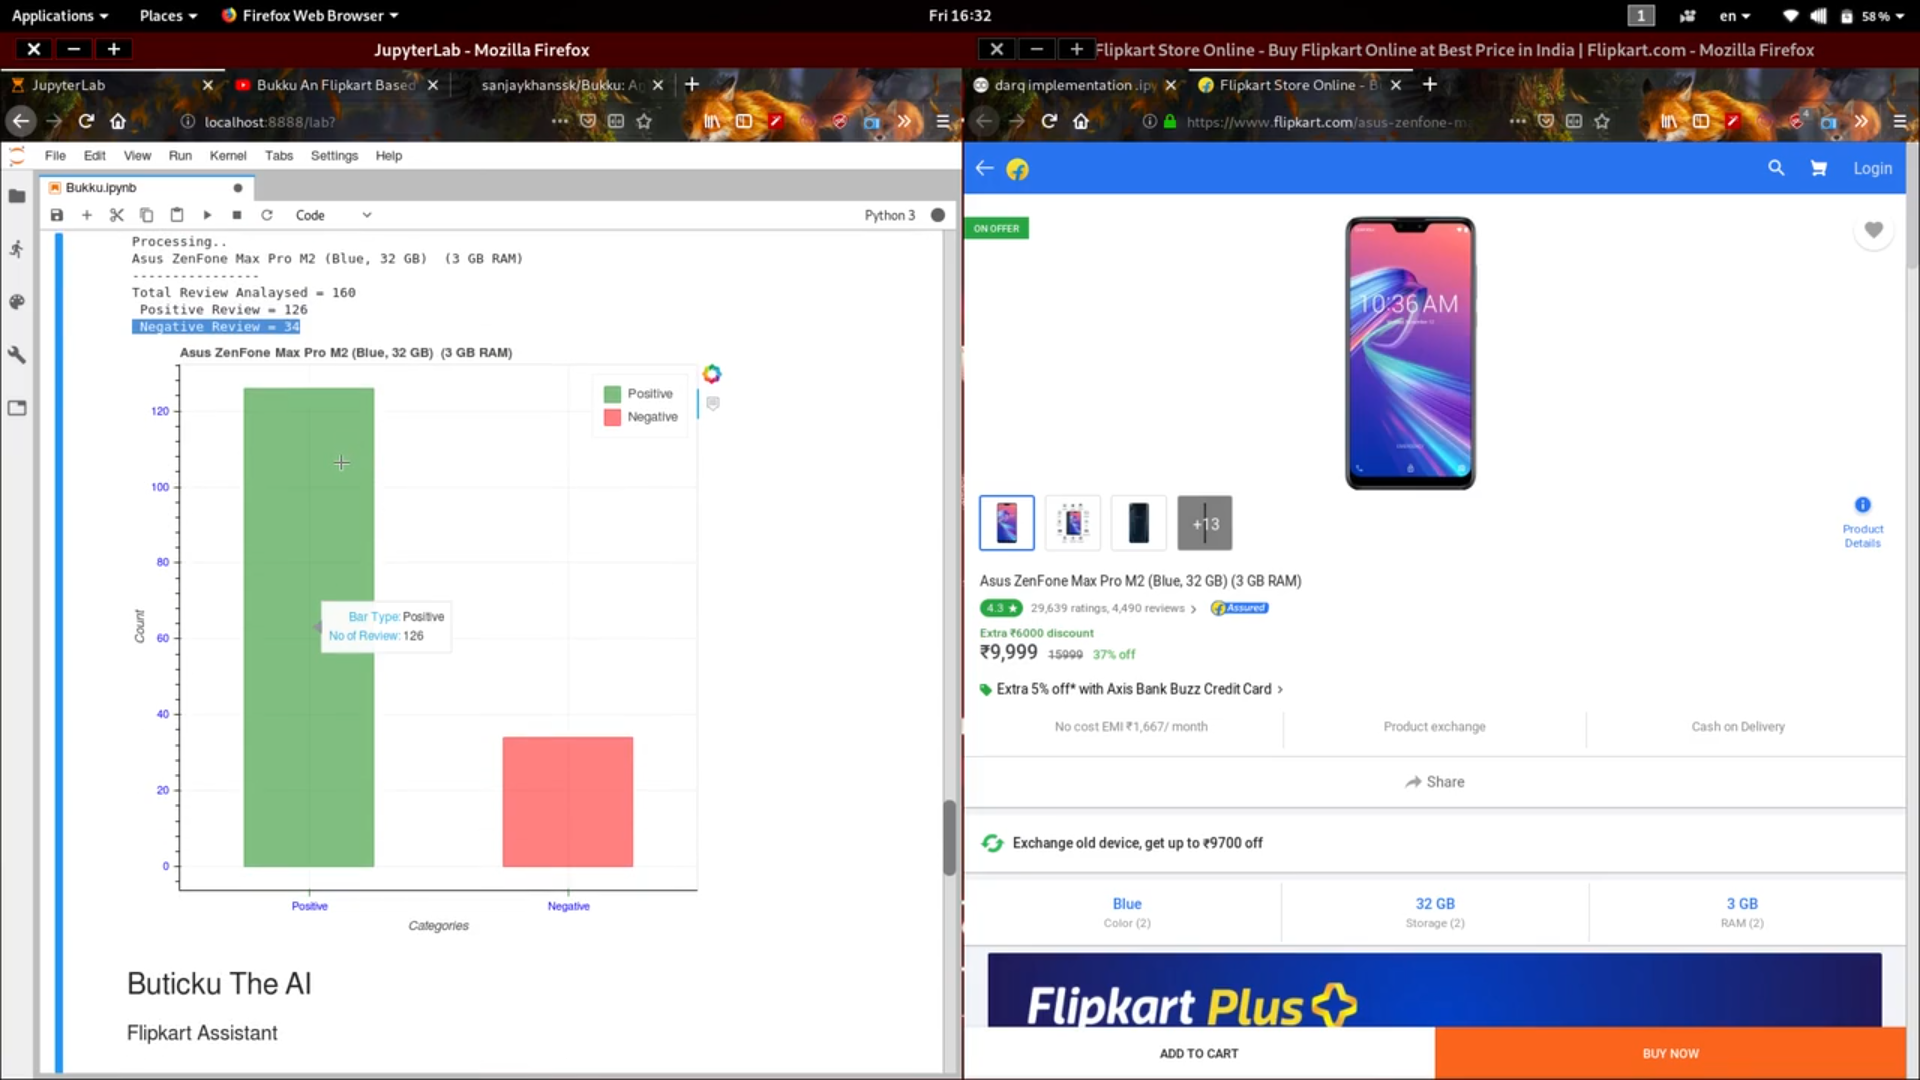 Applications
Places
Firefox Web Browser
Fri 16:32
1
en
58 %
JupyterLab - Mozilla Firefox
Flipkart Store Online - Buy Flipkart Online at Best Price in India | Flipkart.com - Mozilla Firefox
JupyterLab
Bukku An Flipkart Based
sanjaykhanssk/Bukku: An
darq implementation .ipy
Flipkart Store Online - B
localhost:8888/lab?
https://www.flipkart.com/asus-zenfone-m
File
Edit
View
Run
Kernel
Tabs
Settings
Help
Bukku.ipynb
Code
Python 3
Processing..
Asus ZenFone Max Pro M2 (Blue, 32 GB)  (3 GB RAM)
----------------
Total Review Analaysed = 160
Positive Review = 126
Negative Review = 34
Asus ZenFone Max Pro M2 (Blue, 32 GB)  (3 GB RAM)
Positive
Negative
120
100
80
60
40
20
0
Count
Bar Type: Positive
No of Review: 126
Positive
Negative
Categories
Buticku The AI
Flipkart Assistant
Login
ON OFFER
10:36 AM
+13
Product
Details
Asus ZenFone Max Pro M2 (Blue, 32 GB) (3 GB RAM)
4.3 ★
29,639 ratings, 4,490 reviews
Assured
Extra ₹6000 discount
₹9,999 15999 37% off
Extra 5% off* with Axis Bank Buzz Credit Card
No cost EMI ₹1,667/ month
Product exchange
Cash on Delivery
Share
Exchange old device, get up to ₹9700 off
Blue
Color (2)
32 GB
Storage (2)
3 GB
RAM (2)
Flipkart Plus
ADD TO CART
BUY NOW